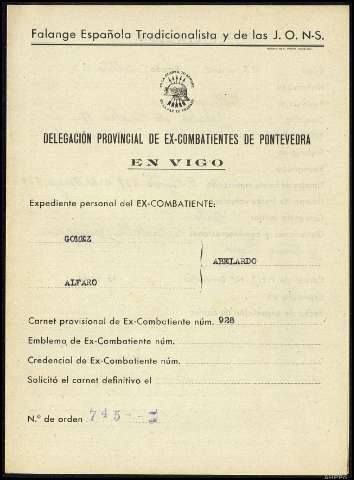 Falange Española Tradicionalista y de las J. O. N-S.
DELEGACIÓN PROVINCIAL DE EX-COMBATIENTES DE PONTEVEDRA
EN VIGO
Expediente personal del EX-COMBATIENTE:
GOMEZ
ABELARDO
ALFARO
Carnet provisional de Ex-Combatiente núm. 928
Emblema de Ex-Combatiente núm.
Credencial de Ex-Combatiente núm.
Solicitó el carnet definitivo el
N.º de orden 745--